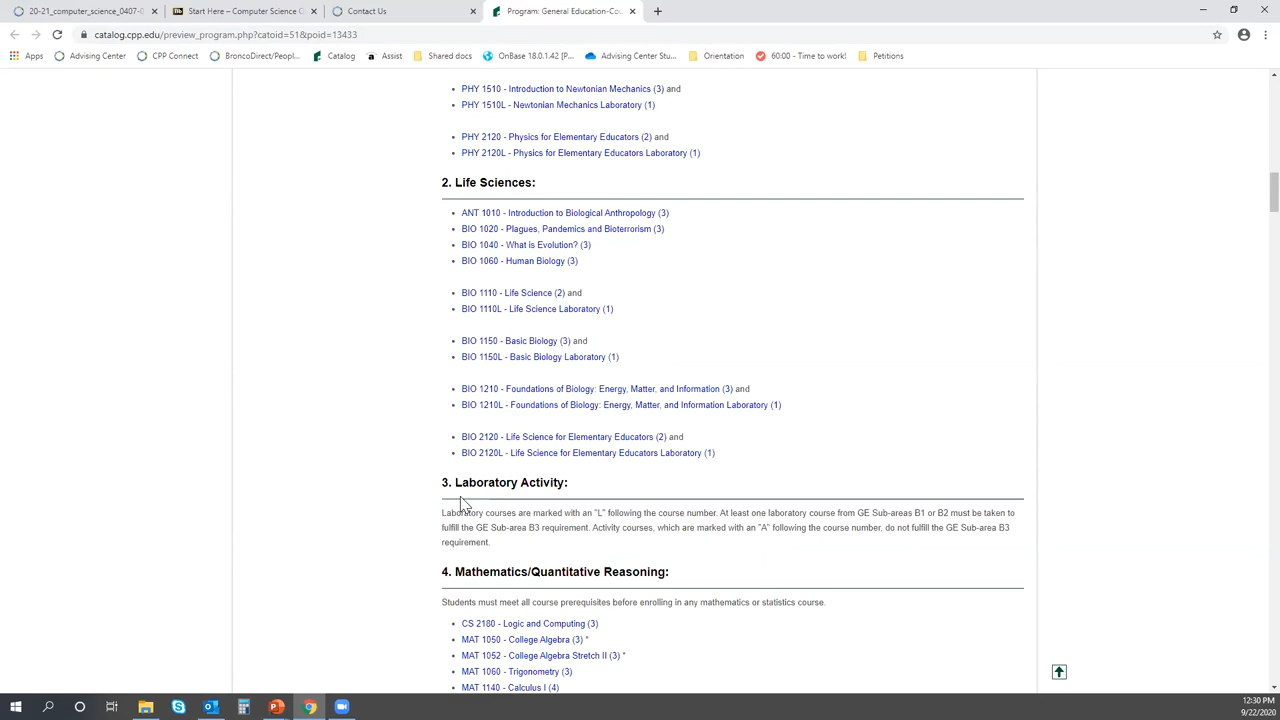 20-21_computer_science_0407-0
Start Here – Computer Science C
Contact Us
Program: General Education-Cou
catalog.cpp.edu/preview_program.php?catoid=51&poid=13433
Apps
Advising Center
CPP Connect
BroncoDirect/Peopl...
Catalog
Assist
Shared docs
OnBase 18.0.1.42 [P...
Advising Center Stu...
Orientation
60:00 - Time to work!
Petitions
PHY 1510 - Introduction to Newtonian Mechanics (3) and
PHY 1510L - Newtonian Mechanics Laboratory (1)
PHY 2120 - Physics for Elementary Educators (2) and
PHY 2120L - Physics for Elementary Educators Laboratory (1)
2. Life Sciences:
ANT 1010 - Introduction to Biological Anthropology (3)
BIO 1020 - Plagues, Pandemics and Bioterrorism (3)
BIO 1040 - What is Evolution? (3)
BIO 1060 - Human Biology (3)
BIO 1110 - Life Science (2) and
BIO 1110L - Life Science Laboratory (1)
BIO 1150 - Basic Biology (3) and
BIO 1150L - Basic Biology Laboratory (1)
BIO 1210 - Foundations of Biology: Energy, Matter, and Information (3) and
BIO 1210L - Foundations of Biology: Energy, Matter, and Information Laboratory (1)
BIO 2120 - Life Science for Elementary Educators (2) and
BIO 2120L - Life Science for Elementary Educators Laboratory (1)
3. Laboratory Activity:
Laboratory courses are marked with an "L" following the course number. At least one laboratory course from GE Sub-areas B1 or B2 must be taken to
fulfill the GE Sub-area B3 requirement. Activity courses, which are marked with an "A" following the course number, do not fulfill the GE Sub-area B3
requirement.
4. Mathematics/Quantitative Reasoning:
Students must meet all course prerequisites before enrolling in any mathematics or statistics course.
CS 2180 - Logic and Computing (3)
MAT 1050 - College Algebra (3) *
MAT 1052 - College Algebra Stretch II (3) *
MAT 1060 - Trigonometry (3)
MAT 1140 - Calculus I (4)
12:30 PM
9/22/2020